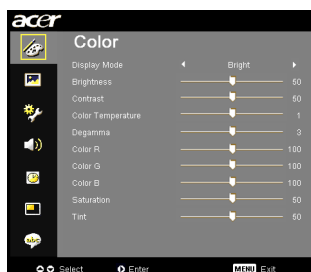 acer
Color
Display Mode Bright
Brightness 50
Contrast 50
Color Temperature 1
Degamma 3
Color R 100
Color G 100
Color B 100
Saturation 50
Tint 50
abc
Select Enter MENU Exit